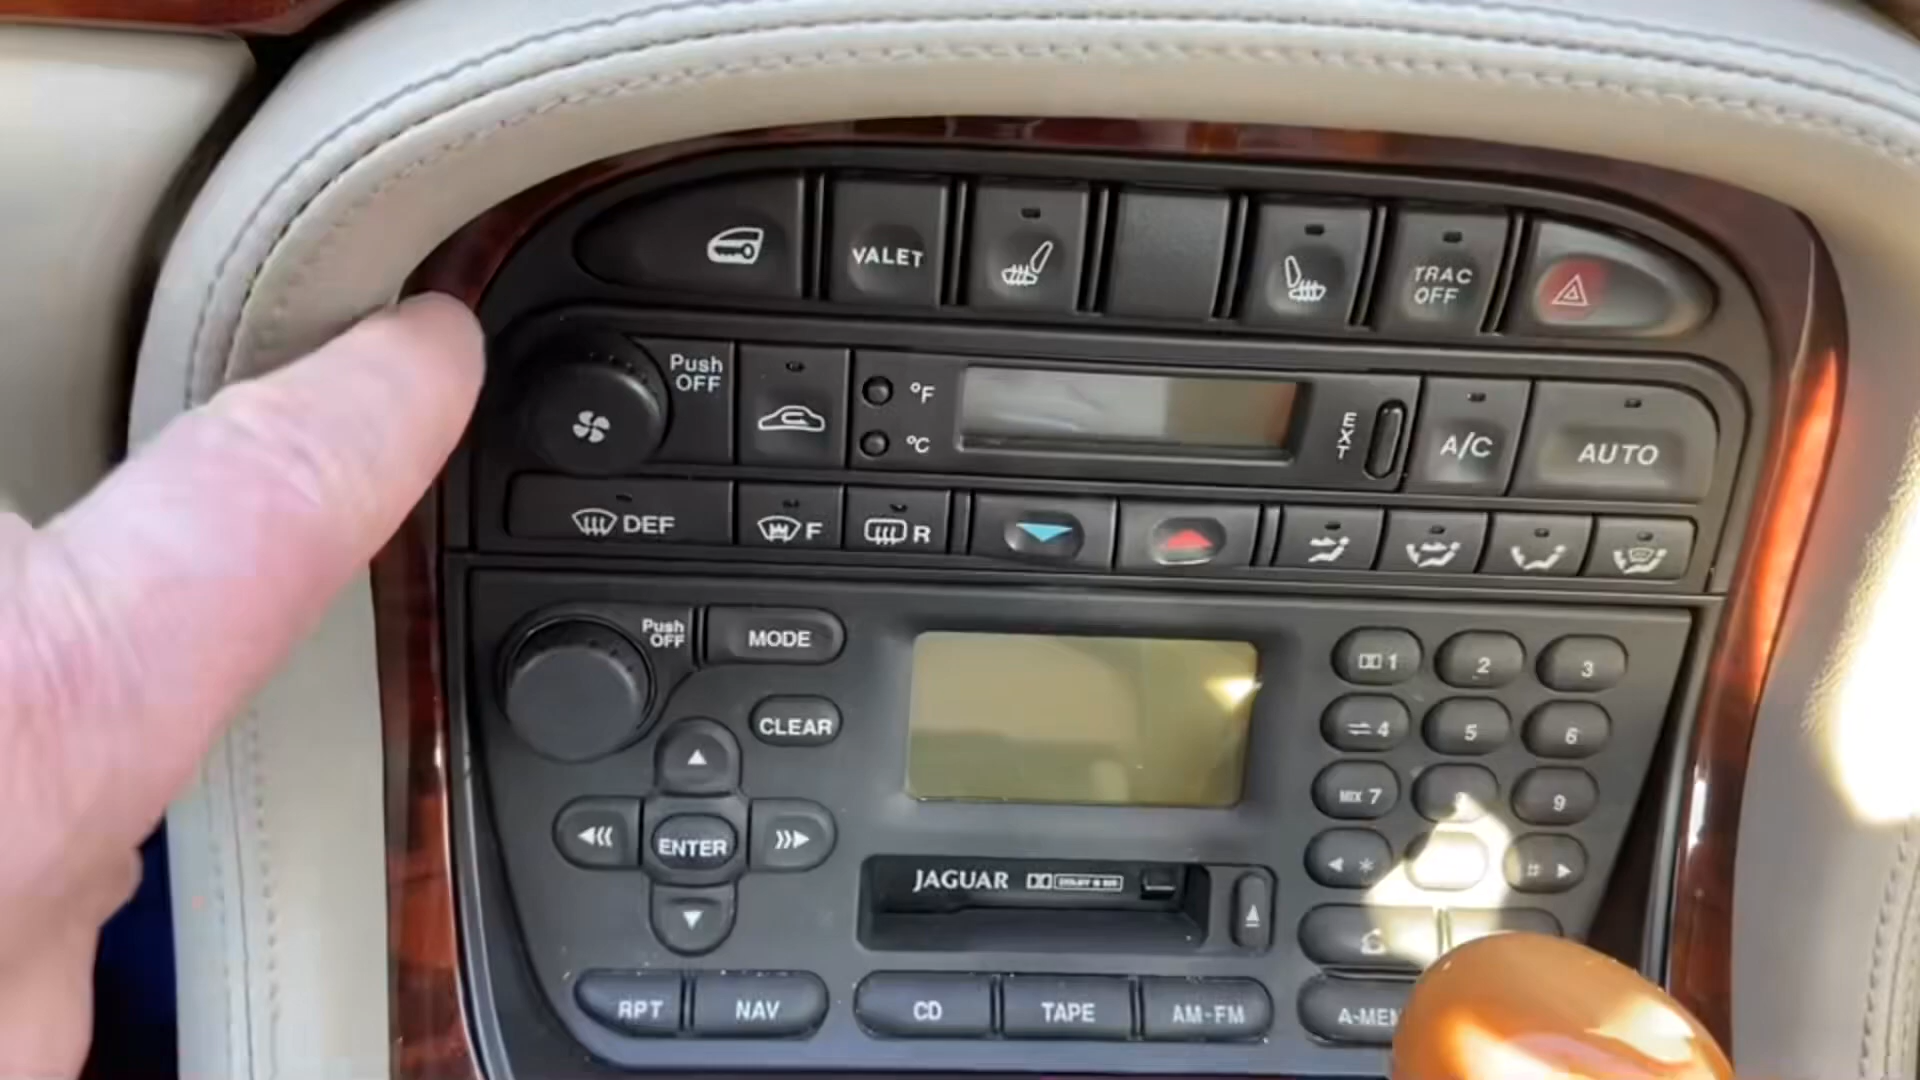 VALET
TRAC
OFF
Push
OFF
°F
°C
EXT
A/C
AUTO
DEF
F
R
Push
OFF
MODE
1
2
3
CLEAR
4
5
6
MIX 7
9
ENTER
* 
#
JAGUAR
RPT
NAV
CD
TAPE
AM-FM